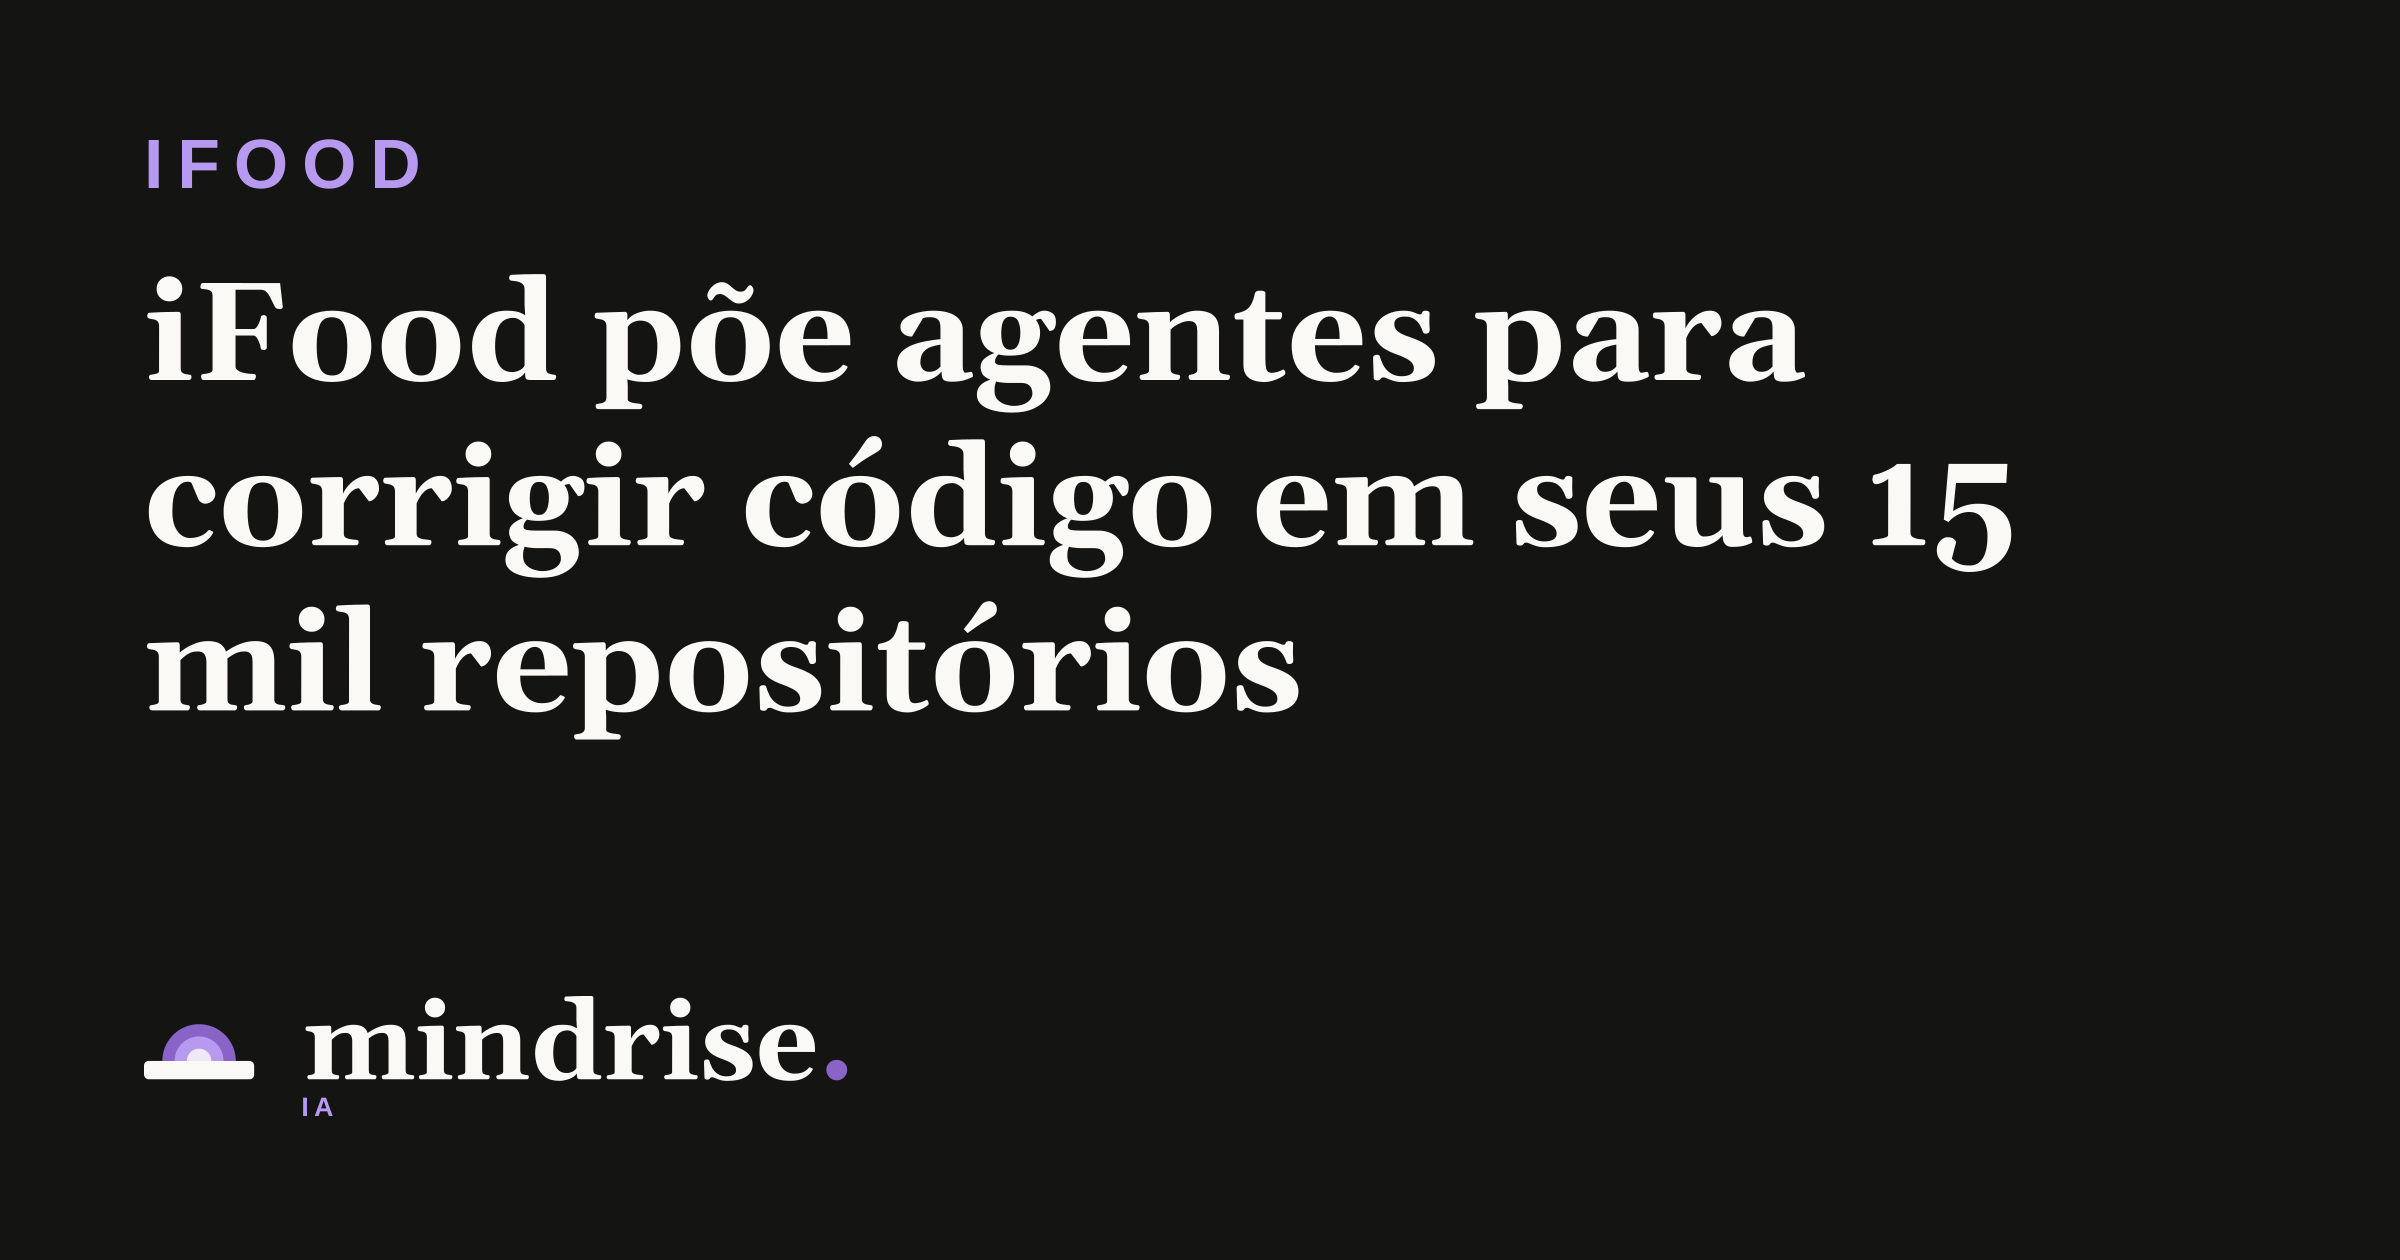 IFOOD
iFood põe agentes para
corrigir código em seus 15
mil repositórios
mindrise.
IA